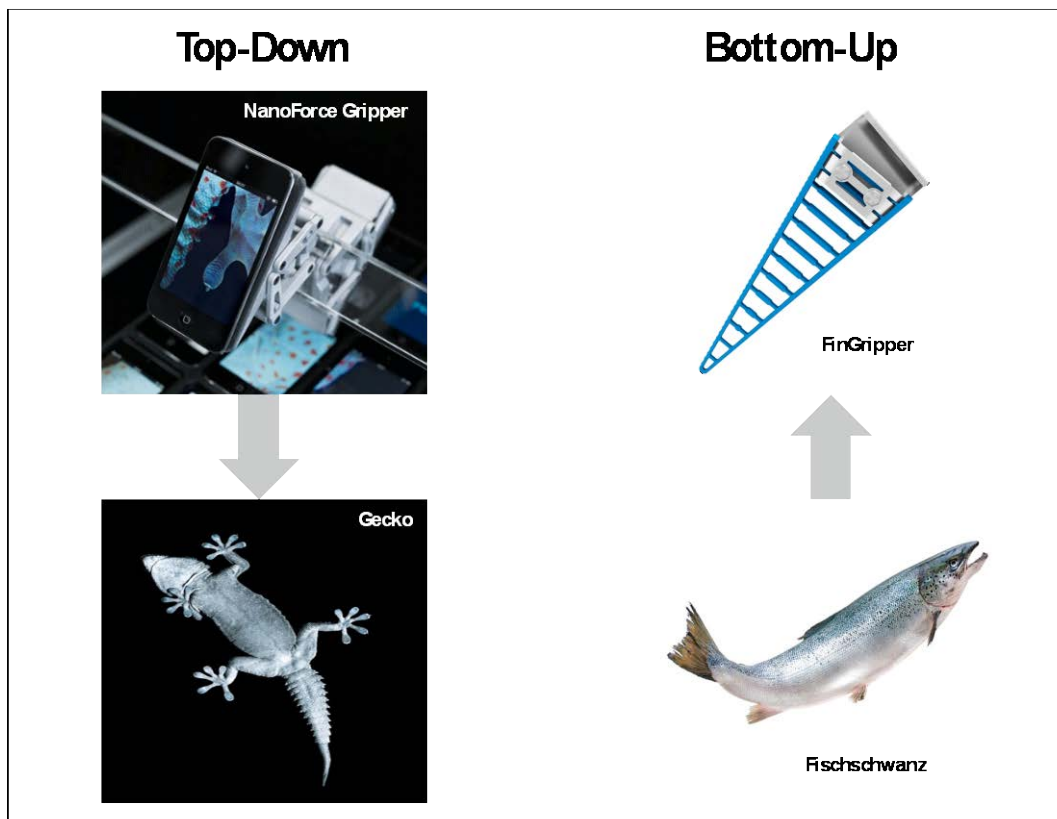 Top-Down
Bottom-Up
NanoForce Gripper
FinGripper
Gecko
Fischschwanz